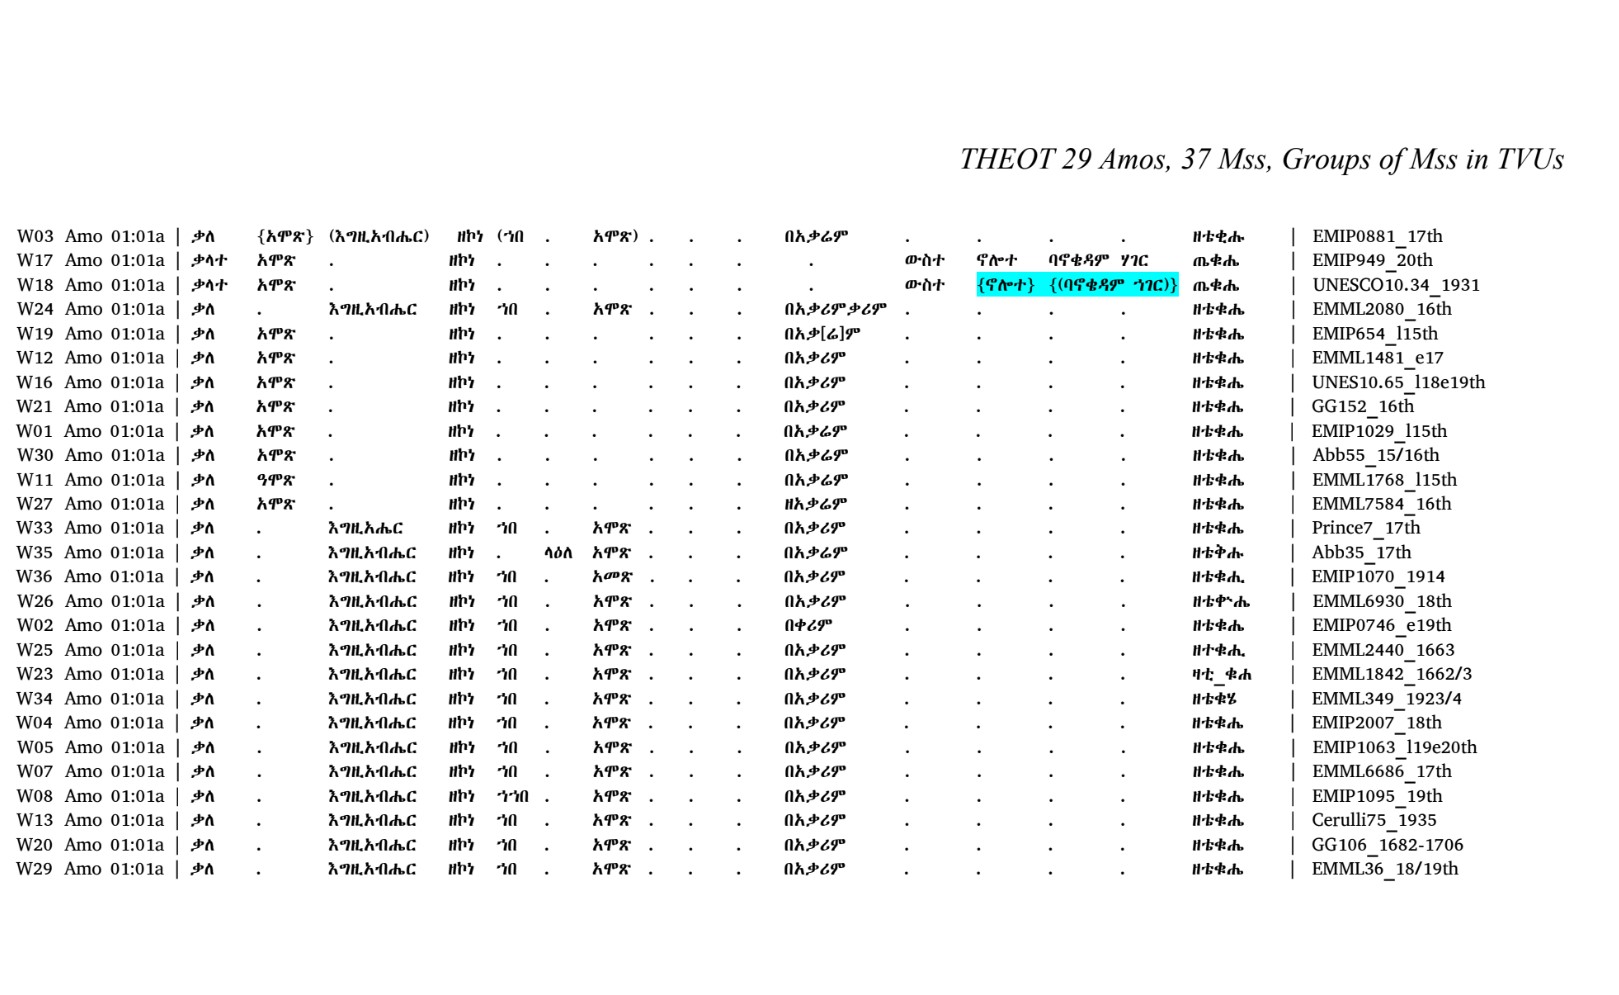 THEOT 29 Amos, 37 Mss, Groups of Mss in TVUs
W03 Amo 01:01a | ቃለ {አሞጽ} (እግዚአብሔር) ዘኮነ (ኀበ . አሞጽ) . . . በአቃሬም . . . . ዘቴቂሑ | EMIP0881_17th
W17 Amo 01:01a | ቃላተ አሞጽ . ዘኮነ . . . . . . . ውስተ ኖሎተ ባኖቄዳም ሃገር ጤቁሔ | EMIP949_20th
W18 Amo 01:01a | ቃላተ አሞጽ . ዘኮነ . . . . . . . ውስተ {ኖሎተ} {(ባኖቄዳም ኀገር)} ጤቁሔ | UNESCO10.34_1931
W24 Amo 01:01a | ቃለ . እግዚአብሔር ዘኮነ ኀበ . አሞጽ . . . በአቃሪምቃሪም . . . . ዘቴቁሔ | EMML2080_16th
W19 Amo 01:01a | ቃለ አሞጽ . ዘኮነ . . . . . . በአቃ[ሬ]ም . . . . ዘቴቁሔ | EMIP654_l15th
W12 Amo 01:01a | ቃለ አሞጽ . ዘኮነ . . . . . . በአቃሪም . . . . ዘቴቁሔ | EMML1481_e17
W16 Amo 01:01a | ቃለ አሞጽ . ዘኮነ . . . . . . በአቃሪም . . . . ዘቴቁሔ | UNES10.65_l18e19th
W21 Amo 01:01a | ቃለ አሞጽ . ዘኮነ . . . . . . በአቃሪም . . . . ዘቴቁሔ | GG152_16th
W01 Amo 01:01a | ቃለ አሞጽ . ዘኮነ . . . . . . በአቃሬም . . . . ዘቴቁሔ | EMIP1029_l15th
W30 Amo 01:01a | ቃለ አሞጽ . ዘኮነ . . . . . . በአቃሬም . . . . ዘቴቁሔ | Abb55_15/16th
W11 Amo 01:01a | ቃለ ዓሞጽ . ዘኮነ . . . . . . በአቃሬም . . . . ዘቴቁሔ | EMML1768_l15th
W27 Amo 01:01a | ቃለ አሞጽ . ዘኮነ . . . . . . ዘአቃሬም . . . . ዘቴቁሔ | EMML7584_16th
W33 Amo 01:01a | ቃለ . እግዚአሔር ዘኮነ ኀበ . አሞጽ . . . በአቃሪም . . . . ዘቴቁሔ | Prince7_17th
W35 Amo 01:01a | ቃለ . እግዚአብሔር ዘኮነ . ላዕለ አሞጽ . . . በአቃሬም . . . . ዘቴቅሑ | Abb35_17th
W36 Amo 01:01a | ቃለ . እግዚአብሔር ዘኮነ ኀበ . አመጽ . . . በአቃሪም . . . . ዘቴቁሒ | EMIP1070_1914
W26 Amo 01:01a | ቃለ . እግዚአብሔር ዘኮነ ኀበ . አሞጽ . . . በአቃሪም . . . . ዘቴቍሔ | EMML6930_18th
W02 Amo 01:01a | ቃለ . እግዚአብሔር ዘኮነ ኀበ . አሞጽ . . . በቀሪም . . . . ዘቴቁሔ | EMIP0746_e19th
W25 Amo 01:01a | ቃለ . እግዚአብሔር ዘኮነ ኀበ . አሞጽ . . . በአቃሪም . . . . ዘተቁሒ | EMML2440_1663
W23 Amo 01:01a | ቃለ . እግዚአብሔር ዘኮነ ኀበ . አሞጽ . . . በአቃሪም . . . . ዛቲ_ቁሐ | EMML1842_1662/3
W34 Amo 01:01a | ቃለ . እግዚአብሔር ዘኮነ ኀበ . አሞጽ . . . በአቃሪም . . . . ዘቴቁሄ | EMML349_1923/4
W04 Amo 01:01a | ቃለ . እግዚአብሔር ዘኮነ ኀበ . አሞጽ . . . በአቃሪም . . . . ዘቴቁሔ | EMIP2007_18th
W05 Amo 01:01a | ቃለ . እግዚአብሔር ዘኮነ ኀበ . አሞጽ . . . በአቃሪም . . . . ዘቴቁሔ | EMIP1063_l19e20th
W07 Amo 01:01a | ቃለ . እግዚአብሔር ዘኮነ ኀበ . አሞጽ . . . በአቃሪም . . . . ዘቴቁሔ | EMML6686_17th
W08 Amo 01:01a | ቃለ . እግዚአብሔር ዘኮነ ኀኀበ . አሞጽ . . . በአቃሪም . . . . ዘቴቁሔ | EMIP1095_19th
W13 Amo 01:01a | ቃለ . እግዚአብሔር ዘኮነ ኀበ . አሞጽ . . . በአቃሪም . . . . ዘቴቁሔ | Cerulli75_1935
W20 Amo 01:01a | ቃለ . እግዚአብሔር ዘኮነ ኀበ . አሞጽ . . . በአቃሪም . . . . ዘቴቁሔ | GG106_1682-1706
W29 Amo 01:01a | ቃለ . እግዚአብሔር ዘኮነ ኀበ . አሞጽ . . . በአቃሪም . . . . ዘቴቁሔ | EMML36_18/19th